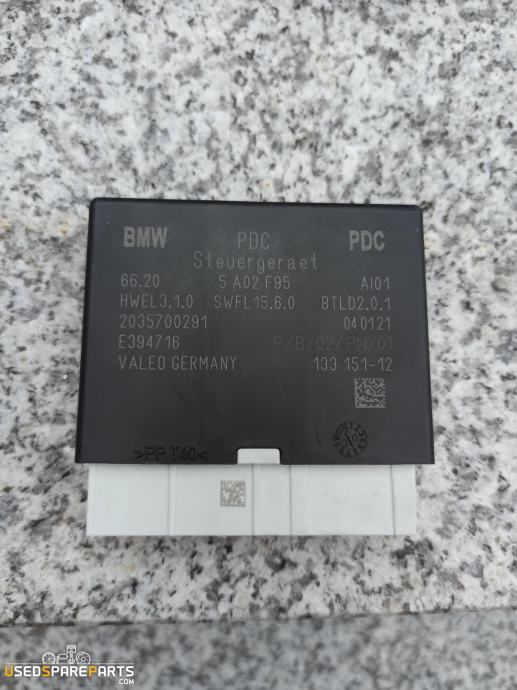 BMW PDC PDC
Steuergeraet
66.20 5 A02 F95 AI01
HWEL3.1.0 SWFL15.6.0 BTLD2.0.1
2035700291 040121
E394716 F/B/02/PN/01
VALEO GERMANY 133 151-12
>PP T40<
USEDSPAREPARTS
.COM